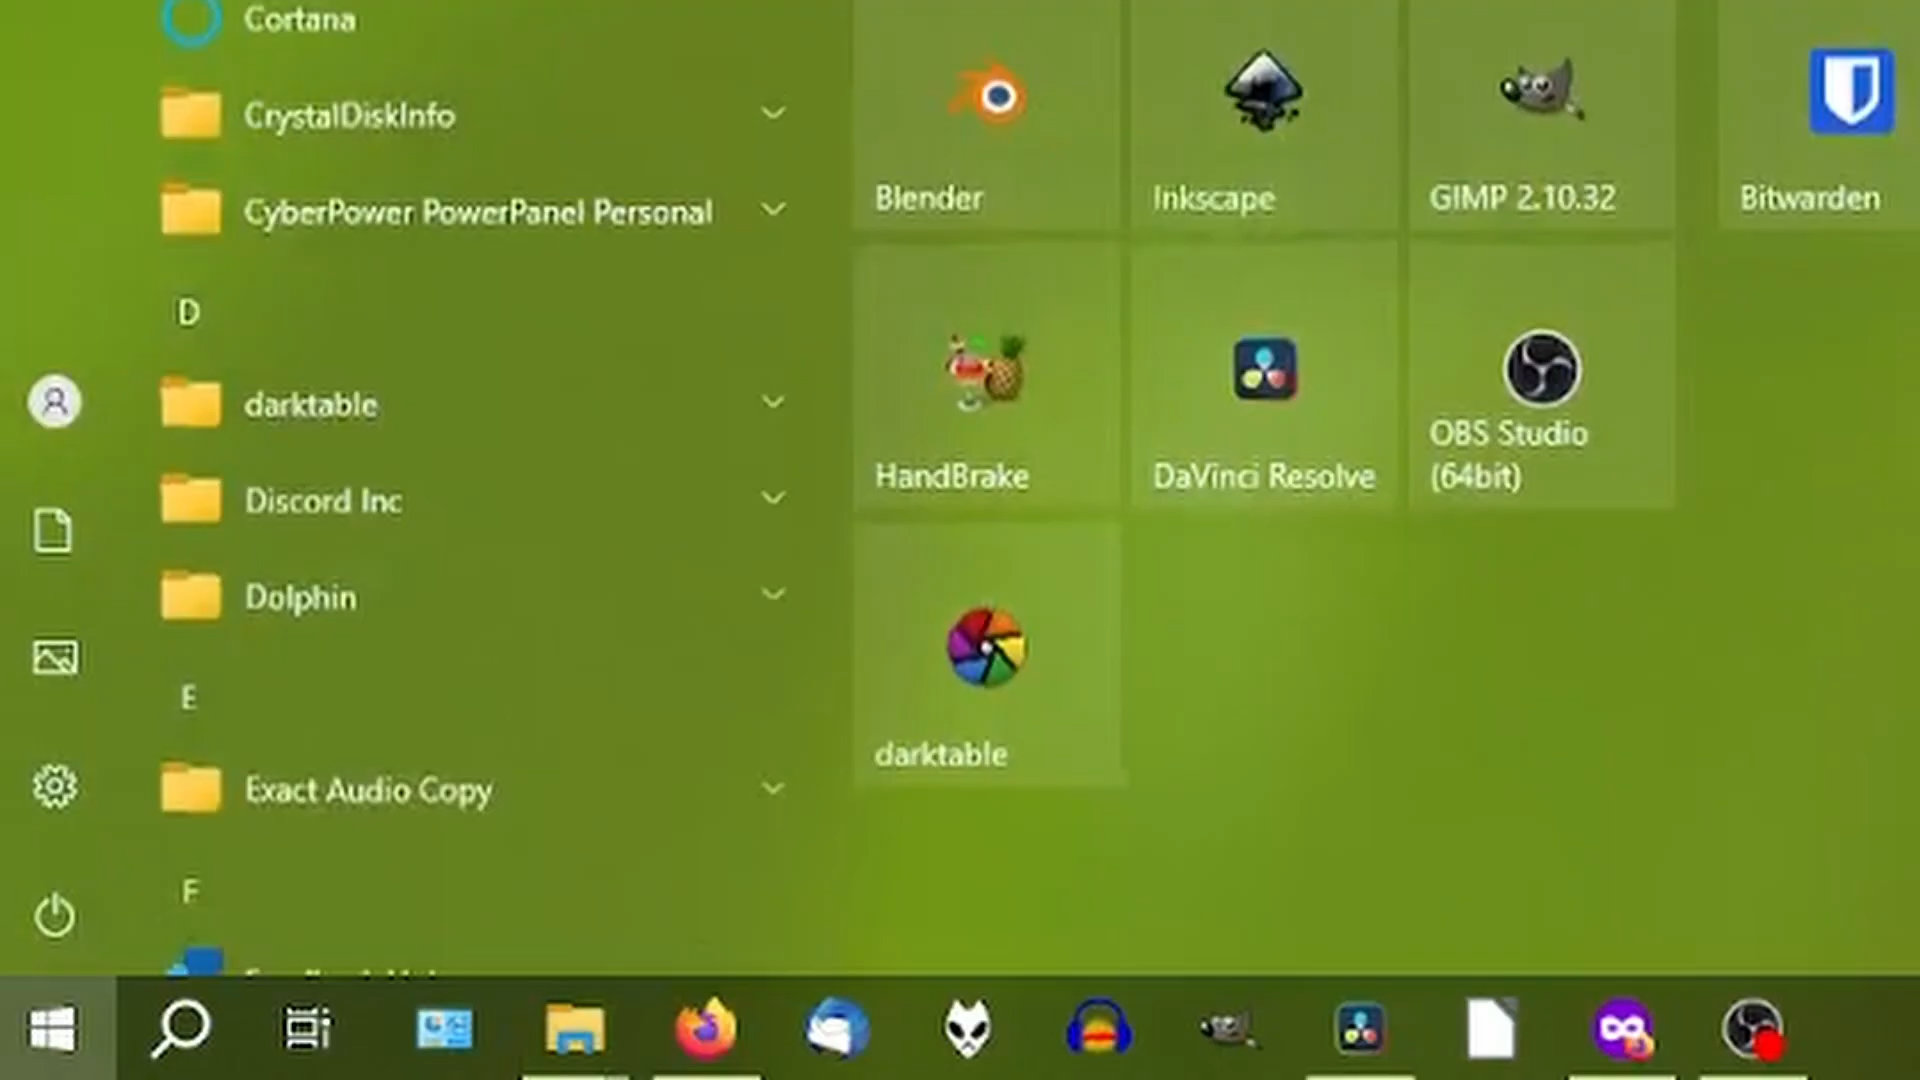 Cortana
CrystalDiskInfo
CyberPower PowerPanel Personal
D
darktable
Discord Inc
Dolphin
E
Exact Audio Copy
F
Blender
Inkscape
GIMP 2.10.32
Bitwarden
HandBrake
DaVinci Resolve
OBS Studio
(64bit)
darktable